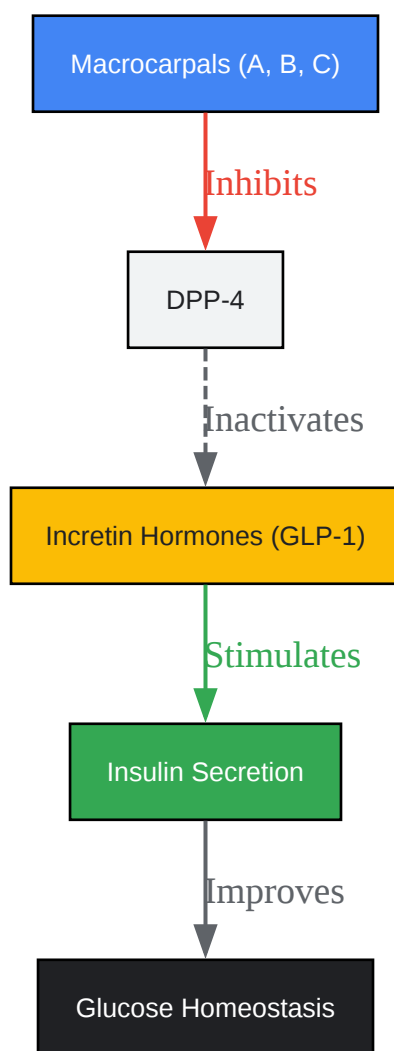 Macrocarpals (A, B, C)
Inhibits
DPP-4
Inactivates
Incretin Hormones (GLP-1)
Stimulates
Insulin Secretion
Improves
Glucose Homeostasis